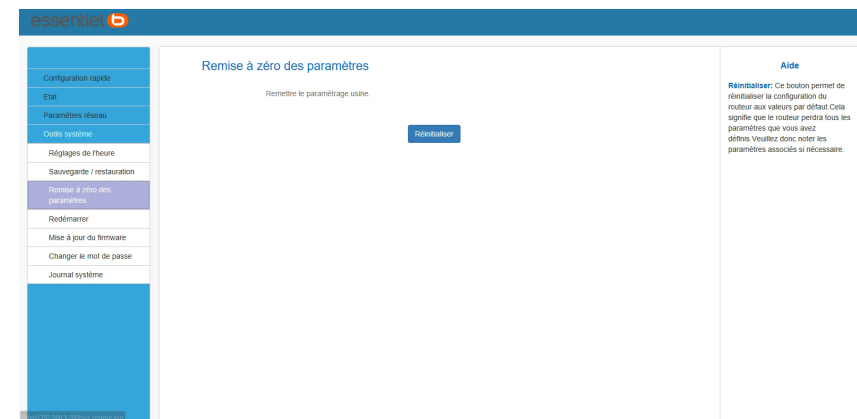 essentiel b
Configuration rapide
Etat
Paramètres réseau
Outils système
Réglages de l'heure
Sauvegarde / restauration
Remise à zéro des
paramètres
Redémarrer
Mise à jour du firmware
Changer le mot de passe
Journal système
Remise à zéro des paramètres
Remettre le paramétrage usine.
Réinitialiser
Aide
Réinitialiser: Ce bouton permet de
réinitialiser la configuration du
routeur aux valeurs par défaut.Cela
signifie que le routeur perdra tous les
paramètres que vous avez
définis.Veuillez donc noter les
paramètres associés si nécessaire.